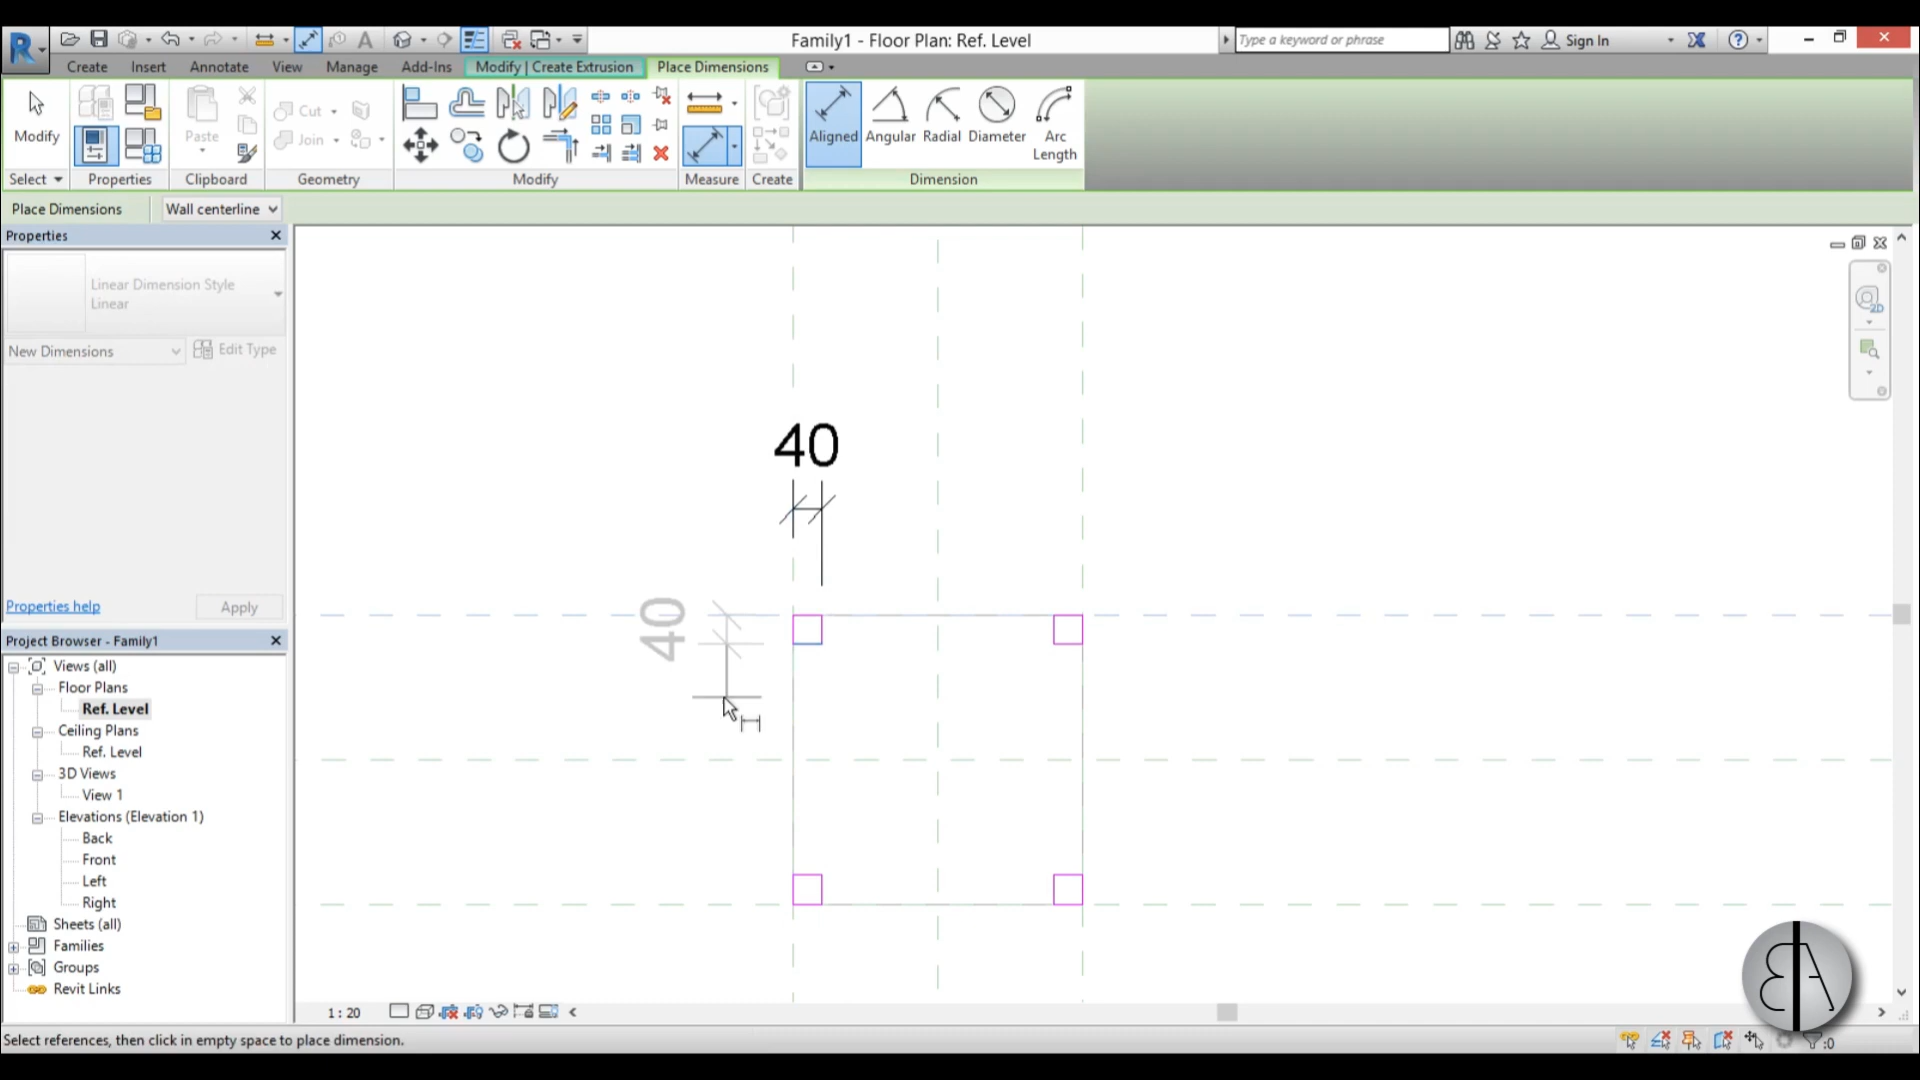 Family1 - Floor Plan: Ref. Level
Type a keyword or phrase
Sign In
Create
Insert
Annotate
View
Manage
Add-Ins
Modify | Create Extrusion
Place Dimensions
Modify
Paste
Cut
Join
Aligned
Angular
Radial
Diameter
Arc
Length
Select
Properties
Clipboard
Geometry
Modify
Measure
Create
Dimension
Place Dimensions
Wall centerline
Properties
Linear Dimension Style
Linear
New Dimensions
Edit Type
Properties help
Apply
Project Browser - Family1
Views (all)
Floor Plans
Ref. Level
Ceiling Plans
Ref. Level
3D Views
View 1
Elevations (Elevation 1)
Back
Front
Left
Right
Sheets (all)
Families
Groups
Revit Links
2D
40
40
1 : 20
BA
Select references, then click in empty space to place dimension.
:0